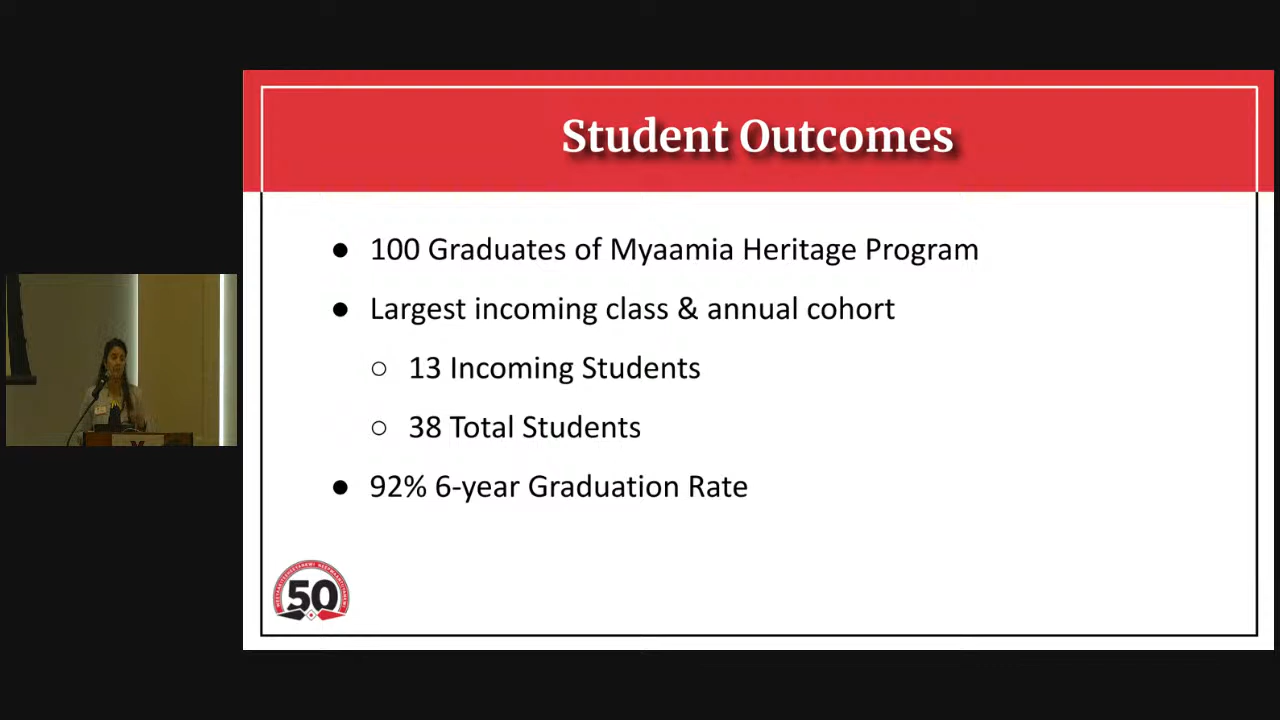 Student Outcomes
● 100 Graduates of Myaamia Heritage Program
● Largest incoming class & annual cohort
○ 13 Incoming Students
○ 38 Total Students
● 92% 6-year Graduation Rate
50